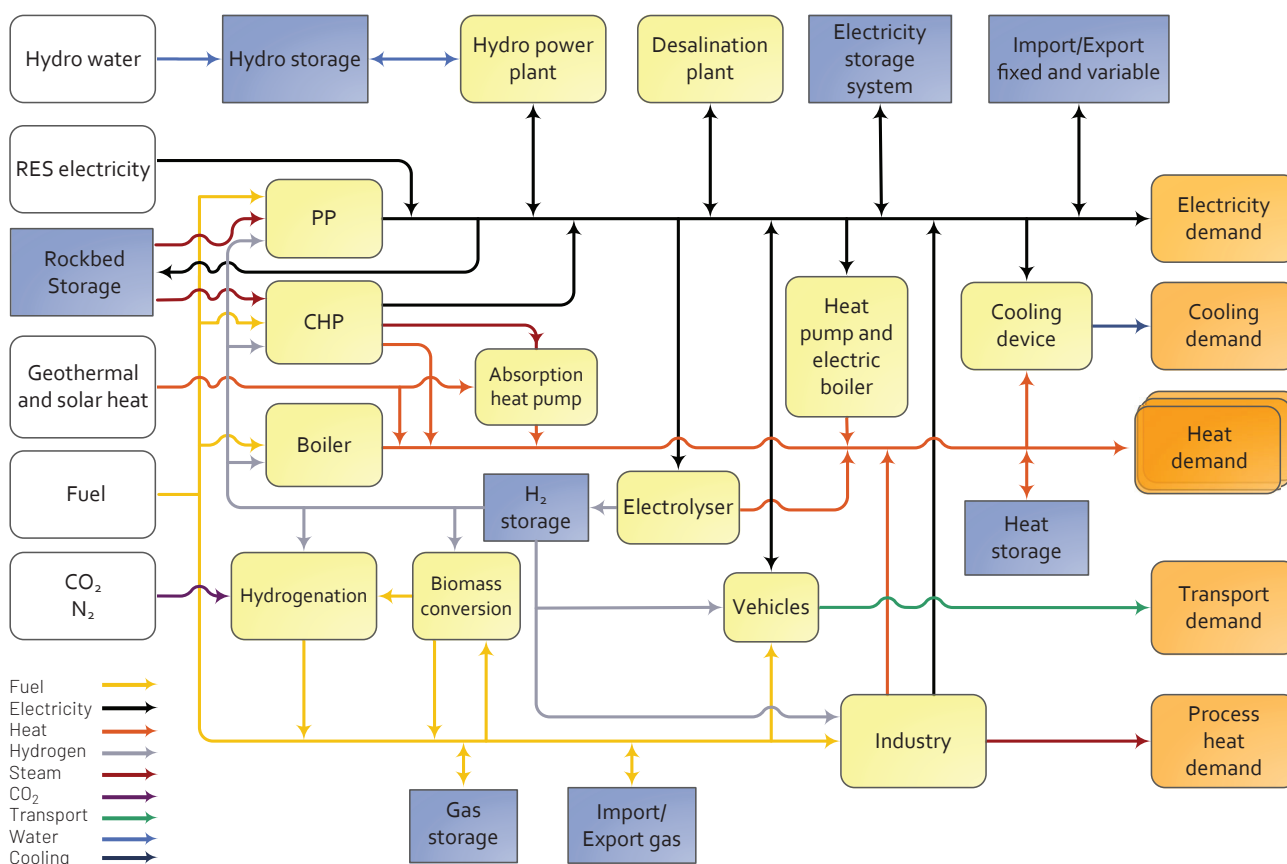 Hydro water
Hydro storage
Hydro power
plant
Desalination
plant
Electricity
storage
system
Import/Export
fixed and variable
RES electricity
PP
Electricity
demand
Rockbed
Storage
CHP
Heat
pump and
electric
boiler
Cooling
device
Cooling
demand
Geothermal
and solar heat
Absorption
heat pump
Boiler
Heat
demand
Fuel
H₂
storage
Electrolyser
Heat
storage
CO₂
N₂
Hydrogenation
Biomass
conversion
Vehicles
Transport
demand
Industry
Process
heat
demand
Gas
storage
Import/
Export gas
Fuel
Electricity
Heat
Hydrogen
Steam
CO₂
Transport
Water
Cooling